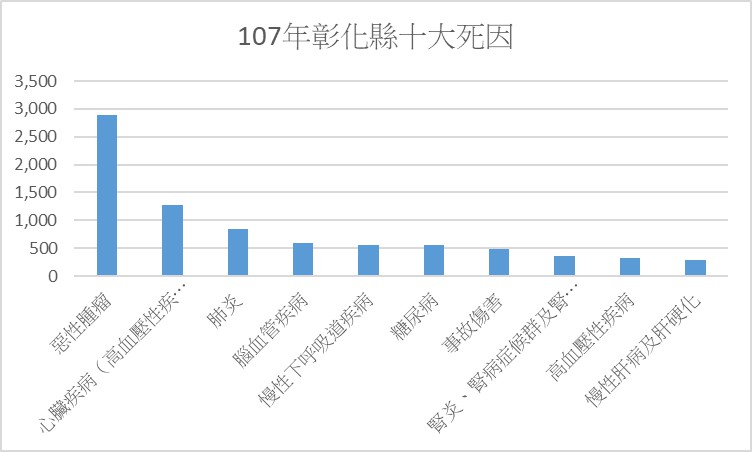 107年彰化縣十大死因
3,500
3,000
2,500
2,000
1,500
1,000
500
0
惡性腫瘤
心臟疾病（高血壓性疾…
肺炎
腦血管疾病
慢性下呼吸道疾病
糖尿病
事故傷害
腎炎、腎病症候群及腎…
高血壓性疾病
慢性肝病及肝硬化